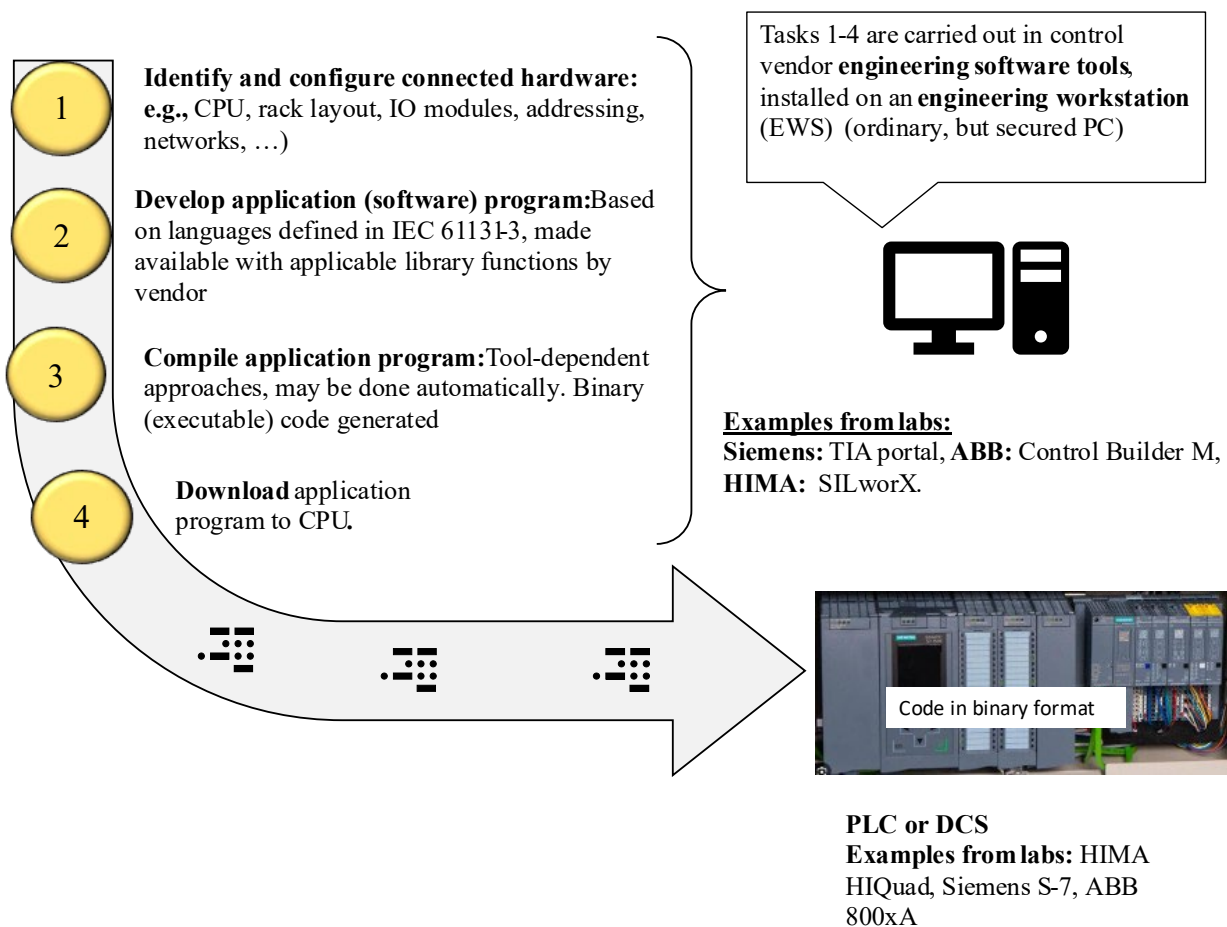 1
Identify and configure connected hardware:
e.g., CPU, rack layout, IO modules, addressing,
networks, …)
2
Develop application (software) program:Based
on languages defined in IEC 61131-3, made
available with applicable library functions by
vendor
3
Compile application program:Tool-dependent
approaches, may be done automatically. Binary
(executable) code generated
4
Download application
program to CPU.
Tasks 1-4 are carried out in control
vendor engineering software tools,
installed on an engineering workstation
(EWS) (ordinary, but secured PC)
Examples from labs:
Siemens: TIA portal, ABB: Control Builder M,
HIMA: SILworX.
SIEMENS
Code in binary format
PLC or DCS
Examples from labs: HIMA
HIQuad, Siemens S-7, ABB
800xA